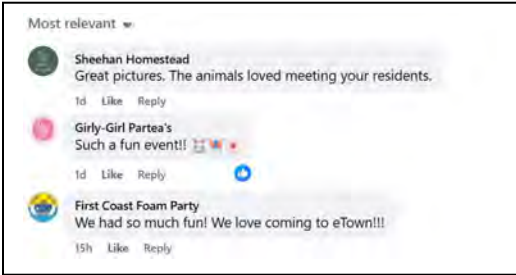 Most relevant
Sheehan Homestead
Great pictures. The animals loved meeting your residents.
1d Like Reply
Girly-Girl Partea's
Such a fun event!!
1d Like Reply
First Coast Foam Party
We had so much fun! We love coming to eTown!!!
15h Like Reply